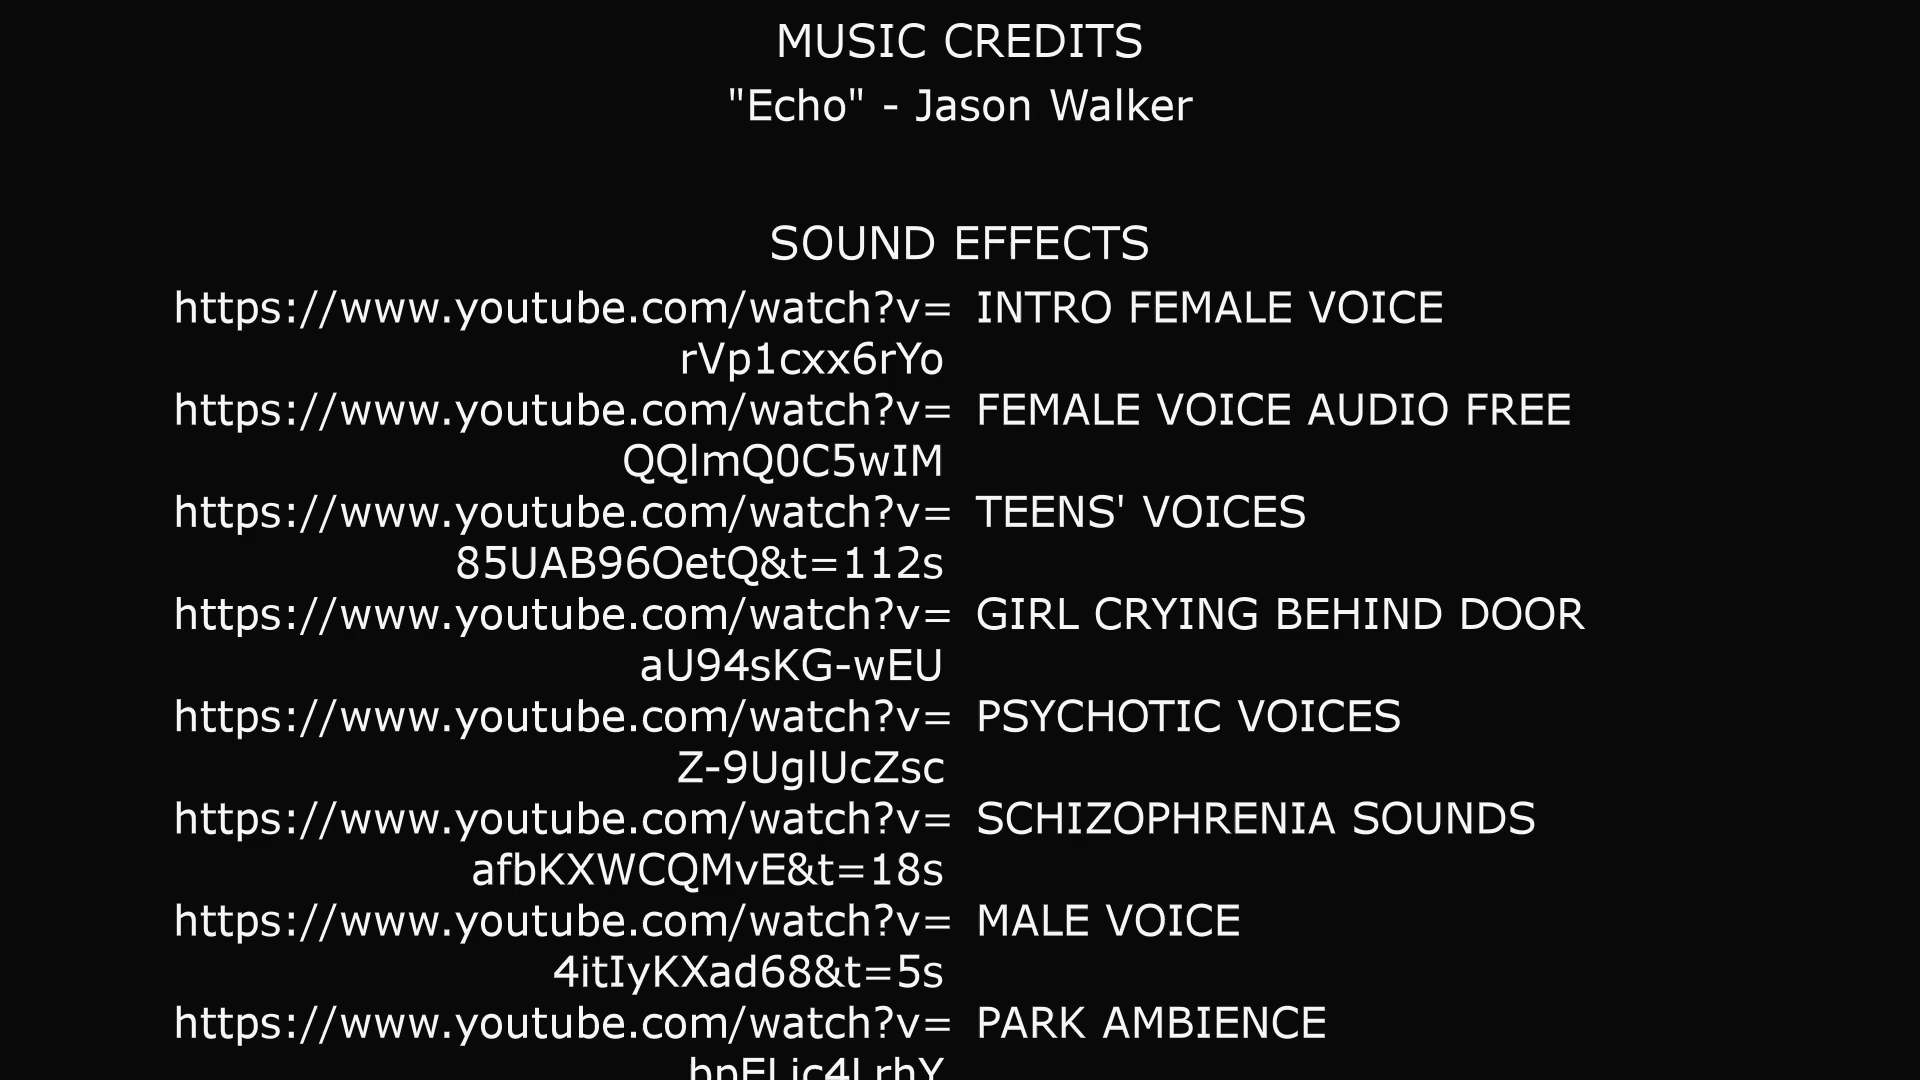 MUSIC CREDITS
"Echo" - Jason Walker
SOUND EFFECTS
https://www.youtube.com/watch?v= INTRO FEMALE VOICE
rVp1cxx6rYo
https://www.youtube.com/watch?v= FEMALE VOICE AUDIO FREE
QQlmQ0C5wIM
https://www.youtube.com/watch?v= TEENS' VOICES
85UAB96OetQ&t=112s
https://www.youtube.com/watch?v= GIRL CRYING BEHIND DOOR
aU94sKG-wEU
https://www.youtube.com/watch?v= PSYCHOTIC VOICES
Z-9UglUcZsc
https://www.youtube.com/watch?v= SCHIZOPHRENIA SOUNDS
afbKXWCQMvE&t=18s
https://www.youtube.com/watch?v= MALE VOICE
4itIyKXad68&t=5s
https://www.youtube.com/watch?v= PARK AMBIENCE